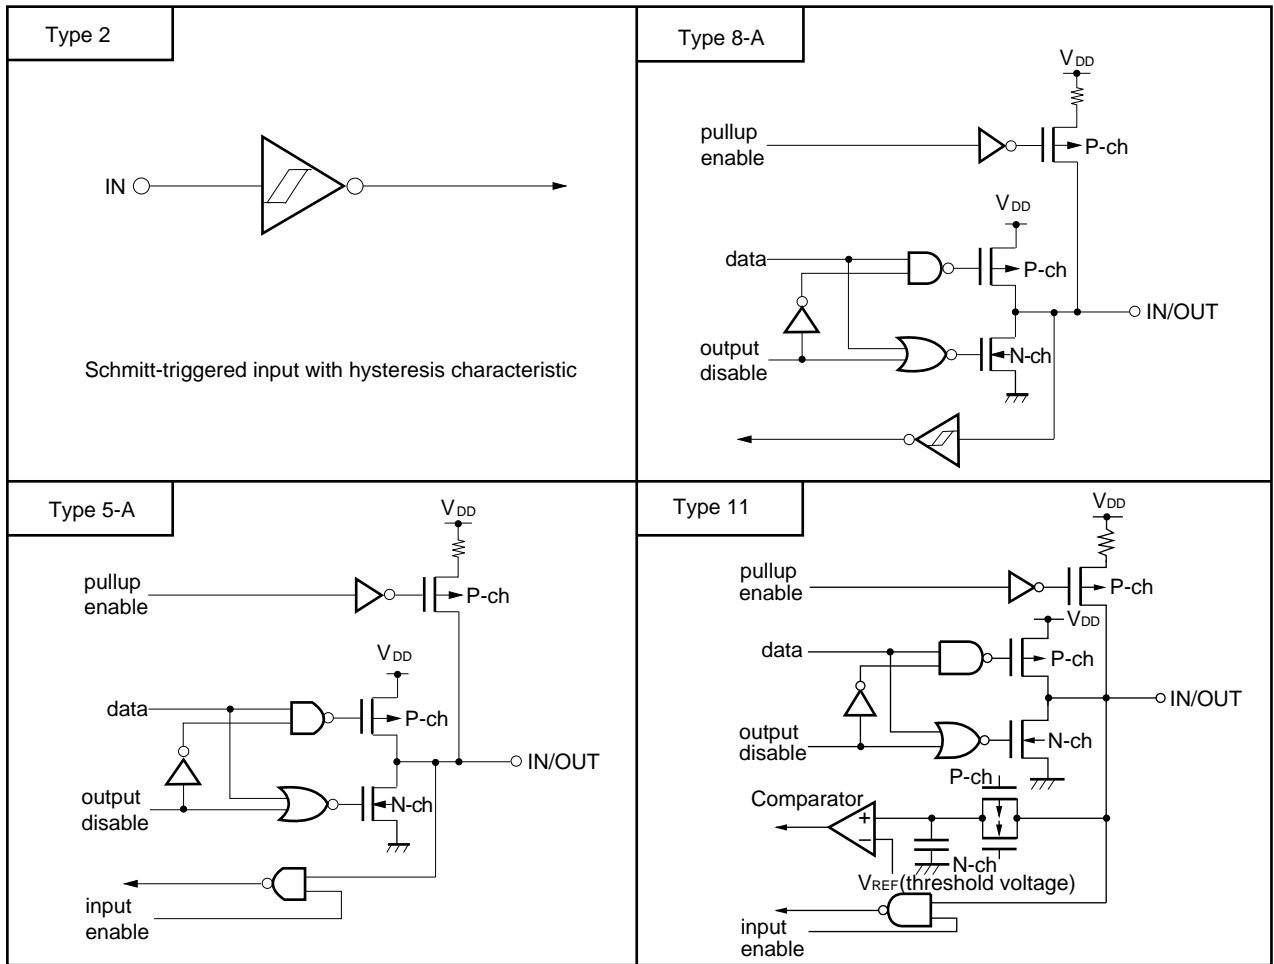 Type 2
IN
Schmitt-triggered input with hysteresis characteristic
Type 8-A
VDD
pullup
enable
P-ch
VDD
data
P-ch
IN/OUT
output
disable
N-ch
Type 5-A
VDD
pullup
enable
P-ch
VDD
data
P-ch
IN/OUT
output
disable
N-ch
input
enable
Type 11
VDD
pullup
enable
P-ch
VDD
data
P-ch
IN/OUT
output
disable
N-ch
P-ch
Comparator
+
−
N-ch
VREF(threshold voltage)
input
enable